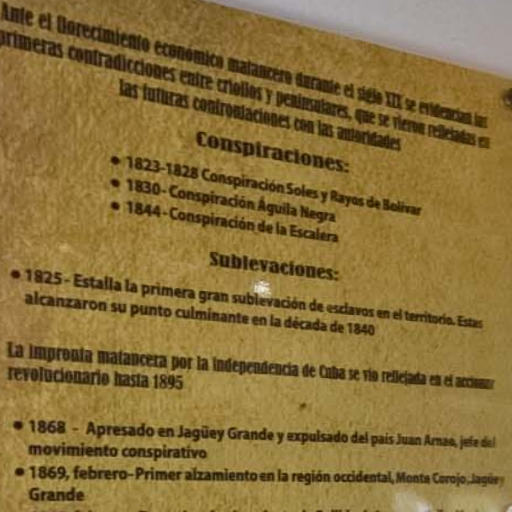 Ante el florecimiento económico matancero durante el siglo XIX se evidencian las
primeras contradicciones entre criollos y peninsulares, que se vieron reflejadas en
las futuras confrontaciones con las autoridades
Conspiraciones:
• 1823-1828 Conspiración Soles y Rayos de Bolívar
• 1830- Conspiración Águila Negra
• 1844-Conspiración de la Escalera
Sublevaciones:
• 1825- Estalla la primera gran sublevación de esclavos en el territorio. Estas
alcanzaron su punto culminante en la década de 1840
La impronta matancera por la independencia de Cuba se vio reflejada en el accionar
revolucionario hasta 1895
• 1868 - Apresado en Jagüey Grande y expulsado del país Juan Arnao, jefe del
movimiento conspirativo
• 1869, febrero-Primer alzamiento en la región occidental, Monte Corojo, Jagüey
Grande